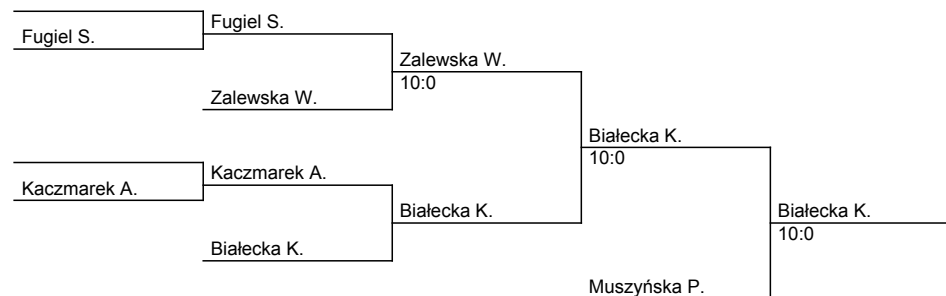 Fugiel S.
Fugiel S.
Zalewska W.
Zalewska W.
10:0
Białecka K.
10:0
Kaczmarek A.
Kaczmarek A.
Białecka K.
Białecka K.
Białecka K.
10:0
Muszyńska P.